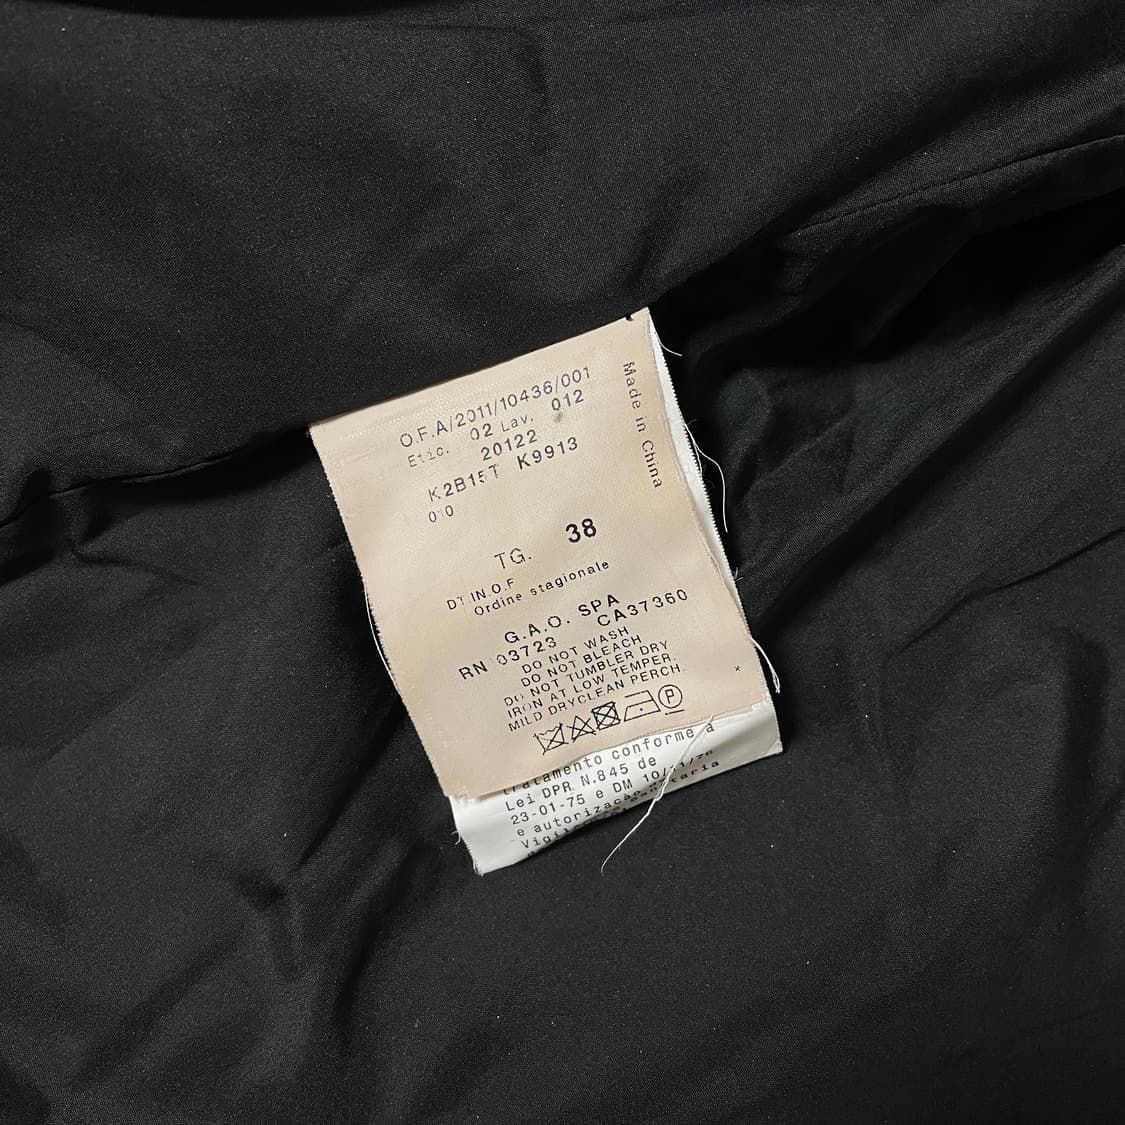 O.F.A/2011/10436/001
Etic. 02 Lav. 012
20122
K2B15T K9913
010
TG. 38
DT IN.O.F
Ordine stagionale
G.A.O. SPA
RN 03723 CA37360
DO NOT WASH
DO NOT BLEACH
DO NOT TUMBLER DRY
IRON AT LOW TEMPER.
MILD DRYCLEAN PERCH.
P
Made in China
tratamento conforme a
Lei DPR N.845 de
23-01-75 e DM
e autorização